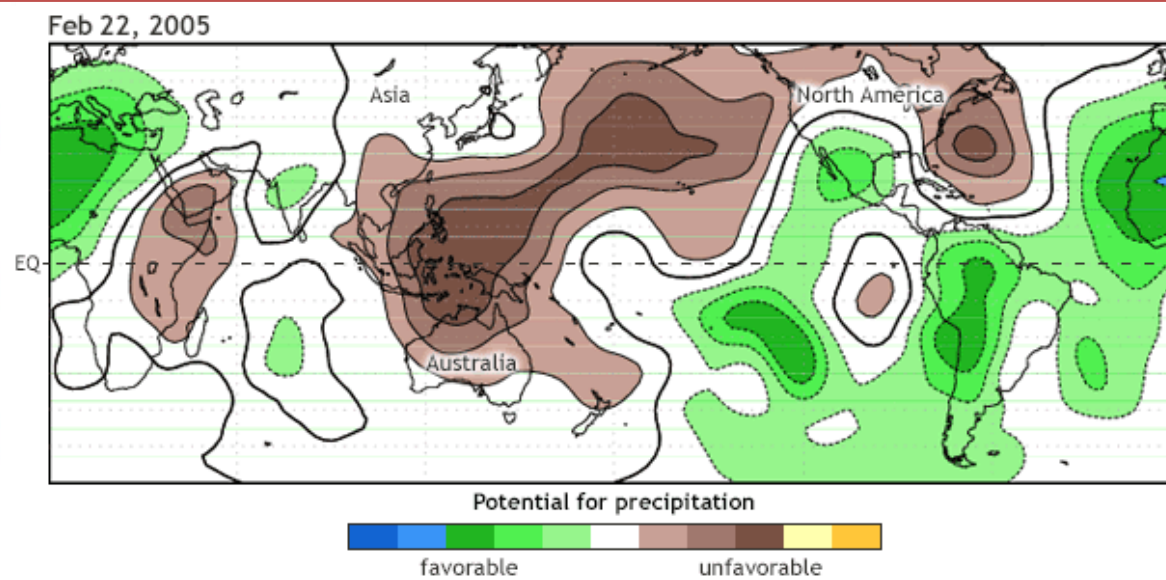 Feb 22, 2005
Asia
North America
EQ
Australia
Potential for precipitation
favorable unfavorable